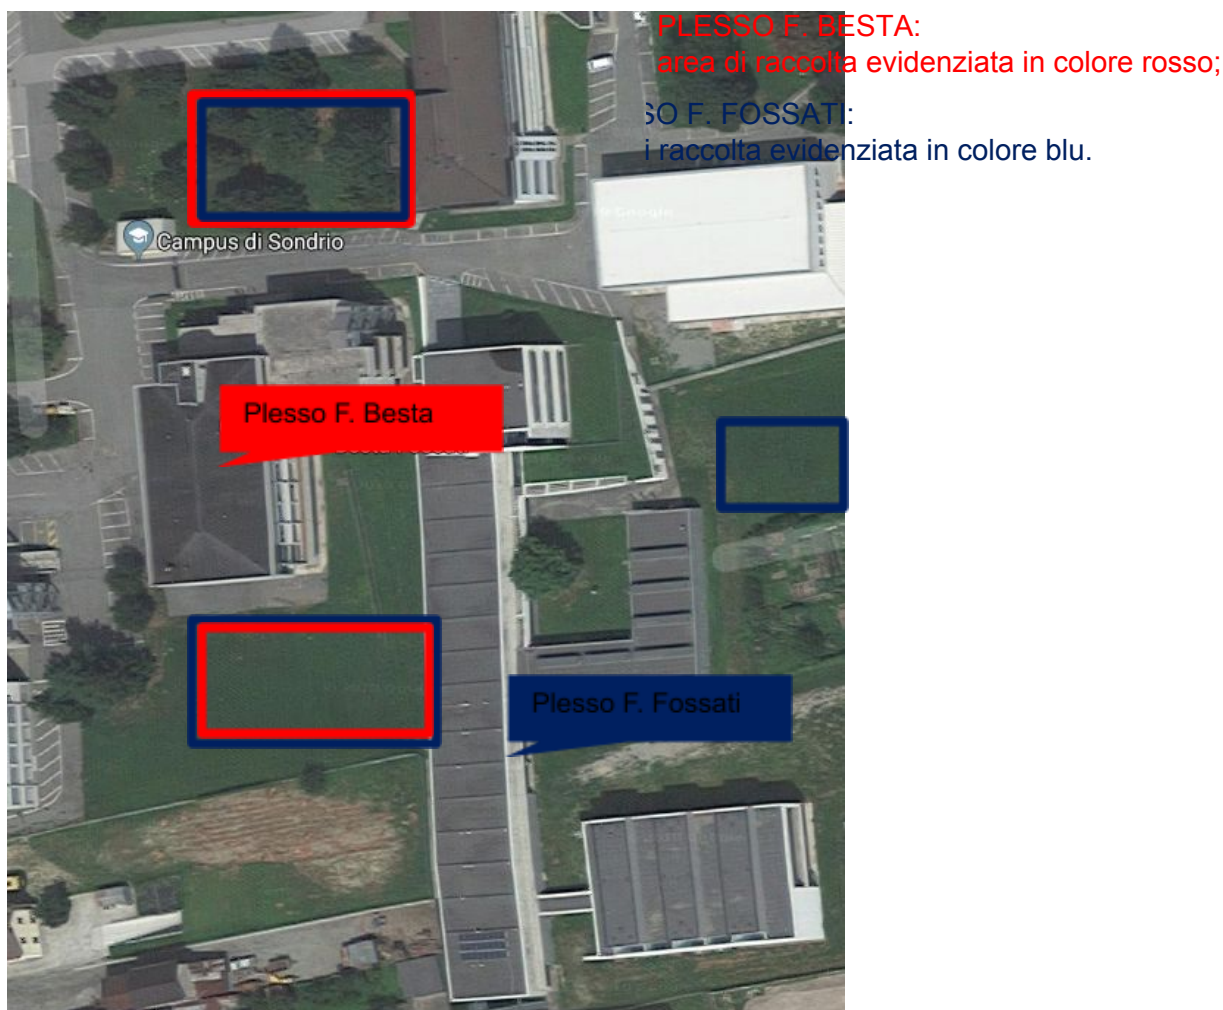 PLESSO F. BESTA:
area di raccolta evidenziata in colore rosso;
SO F. FOSSATI:
i raccolta evidenziata in colore blu.
Google
Campus di Sondrio
Plesso F. Besta
Plesso F. Fossati